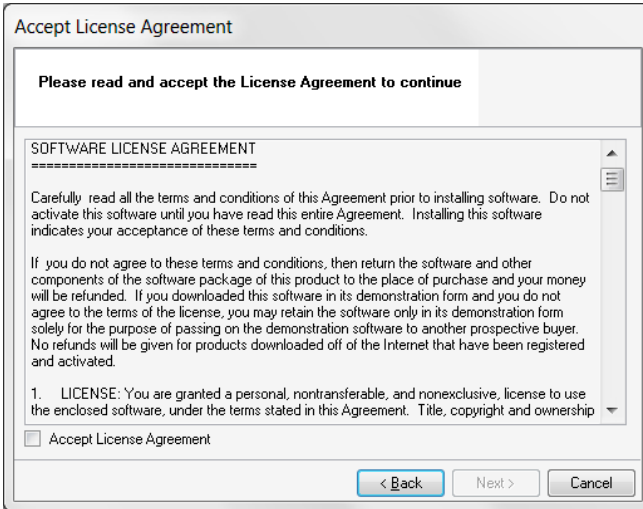 Accept License Agreement
Please read and accept the License Agreement to continue
SOFTWARE LICENSE AGREEMENT
==============================
Carefully  read all the terms and conditions of this Agreement prior to installing software.  Do not
activate this software until you have read this entire Agreement.  Installing this software
indicates your acceptance of these terms and conditions.
If  you do not agree to these terms and conditions, then return the software and other
components of the software package of this product to the place of purchase and your money
will be refunded.  If you downloaded this software in its demonstration form and you do not
agree to the terms of the license, you may retain the software only in its demonstration form
solely for the purpose of passing on the demonstration software to another prospective buyer.
No refunds will be given for products downloaded off of the Internet that have been registered
and activated.
1.    LICENSE: You are granted a personal, nontransferable, and nonexclusive, license to use
the enclosed software, under the terms stated in this Agreement.  Title, copyright and ownership
Accept License Agreement
< Back
Next >
Cancel